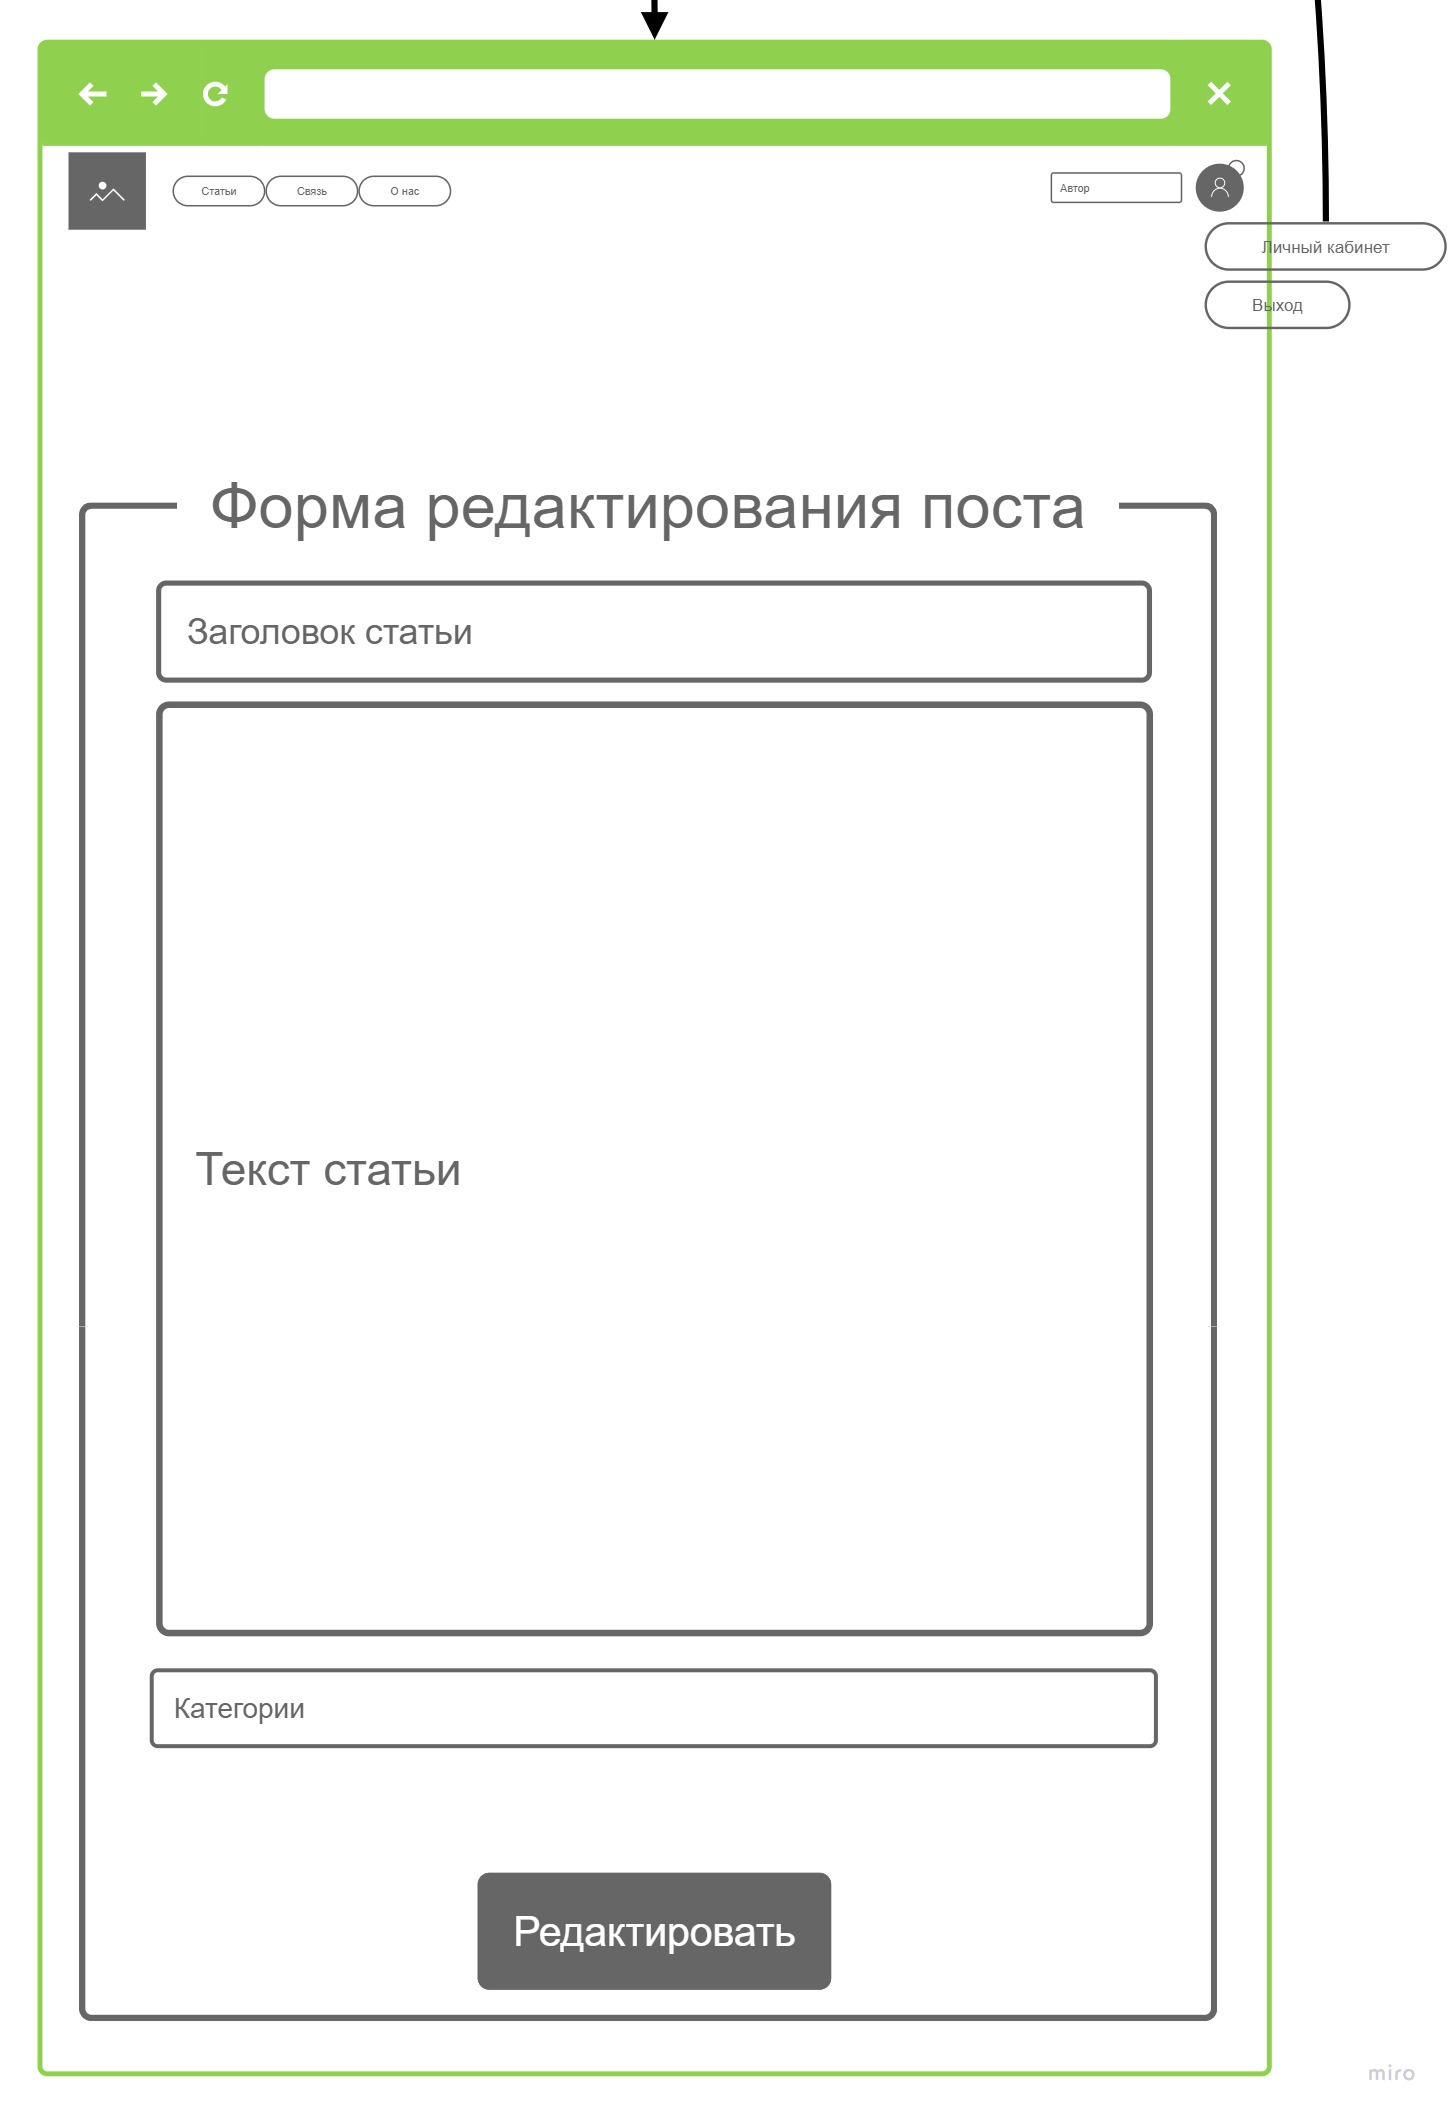 Статьи
Связь
О нас
Автор
Личный кабинет
Выход
Форма редактирования поста
Заголовок статьи
Текст статьи
Категории
Редактировать
miro